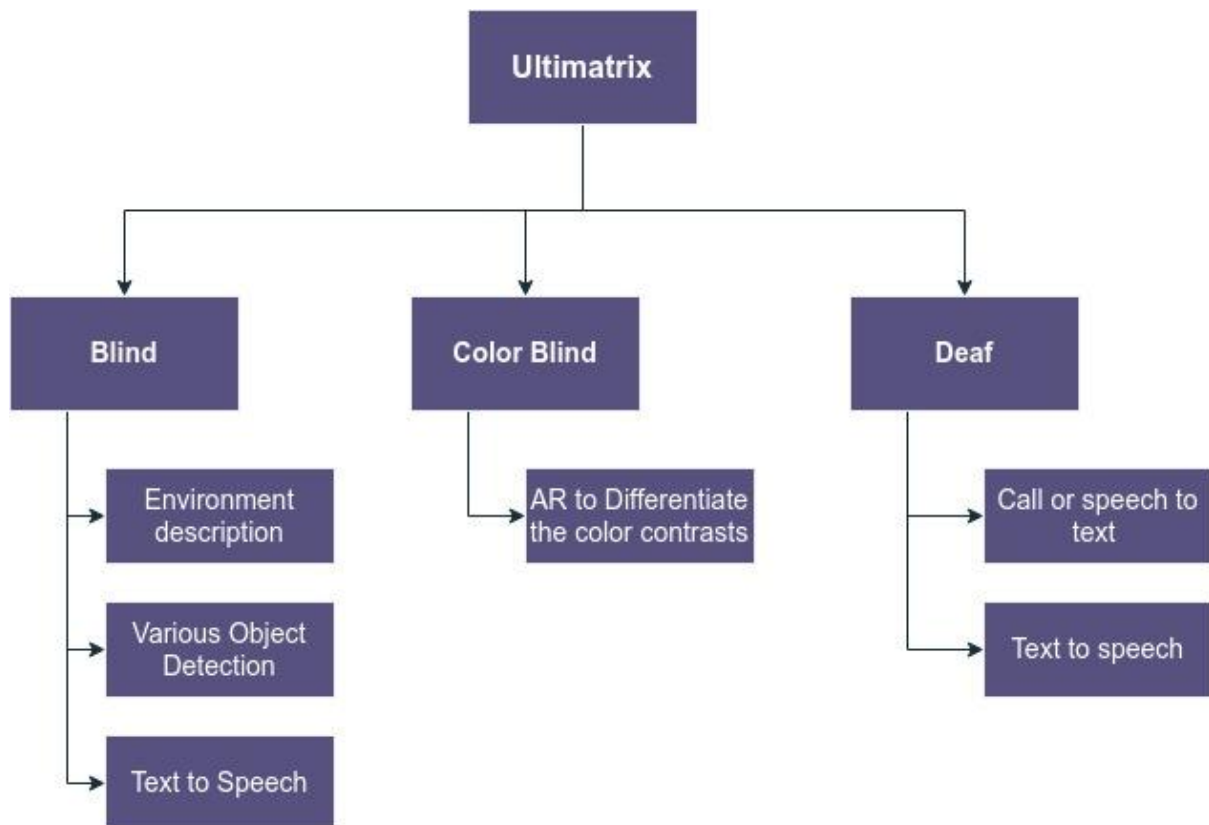 Ultimatrix
Blind
Color Blind
Deaf
Environment
description
AR to Differentiate
the color contrasts
Call or speech to
text
Various Object
Detection
Text to speech
Text to Speech